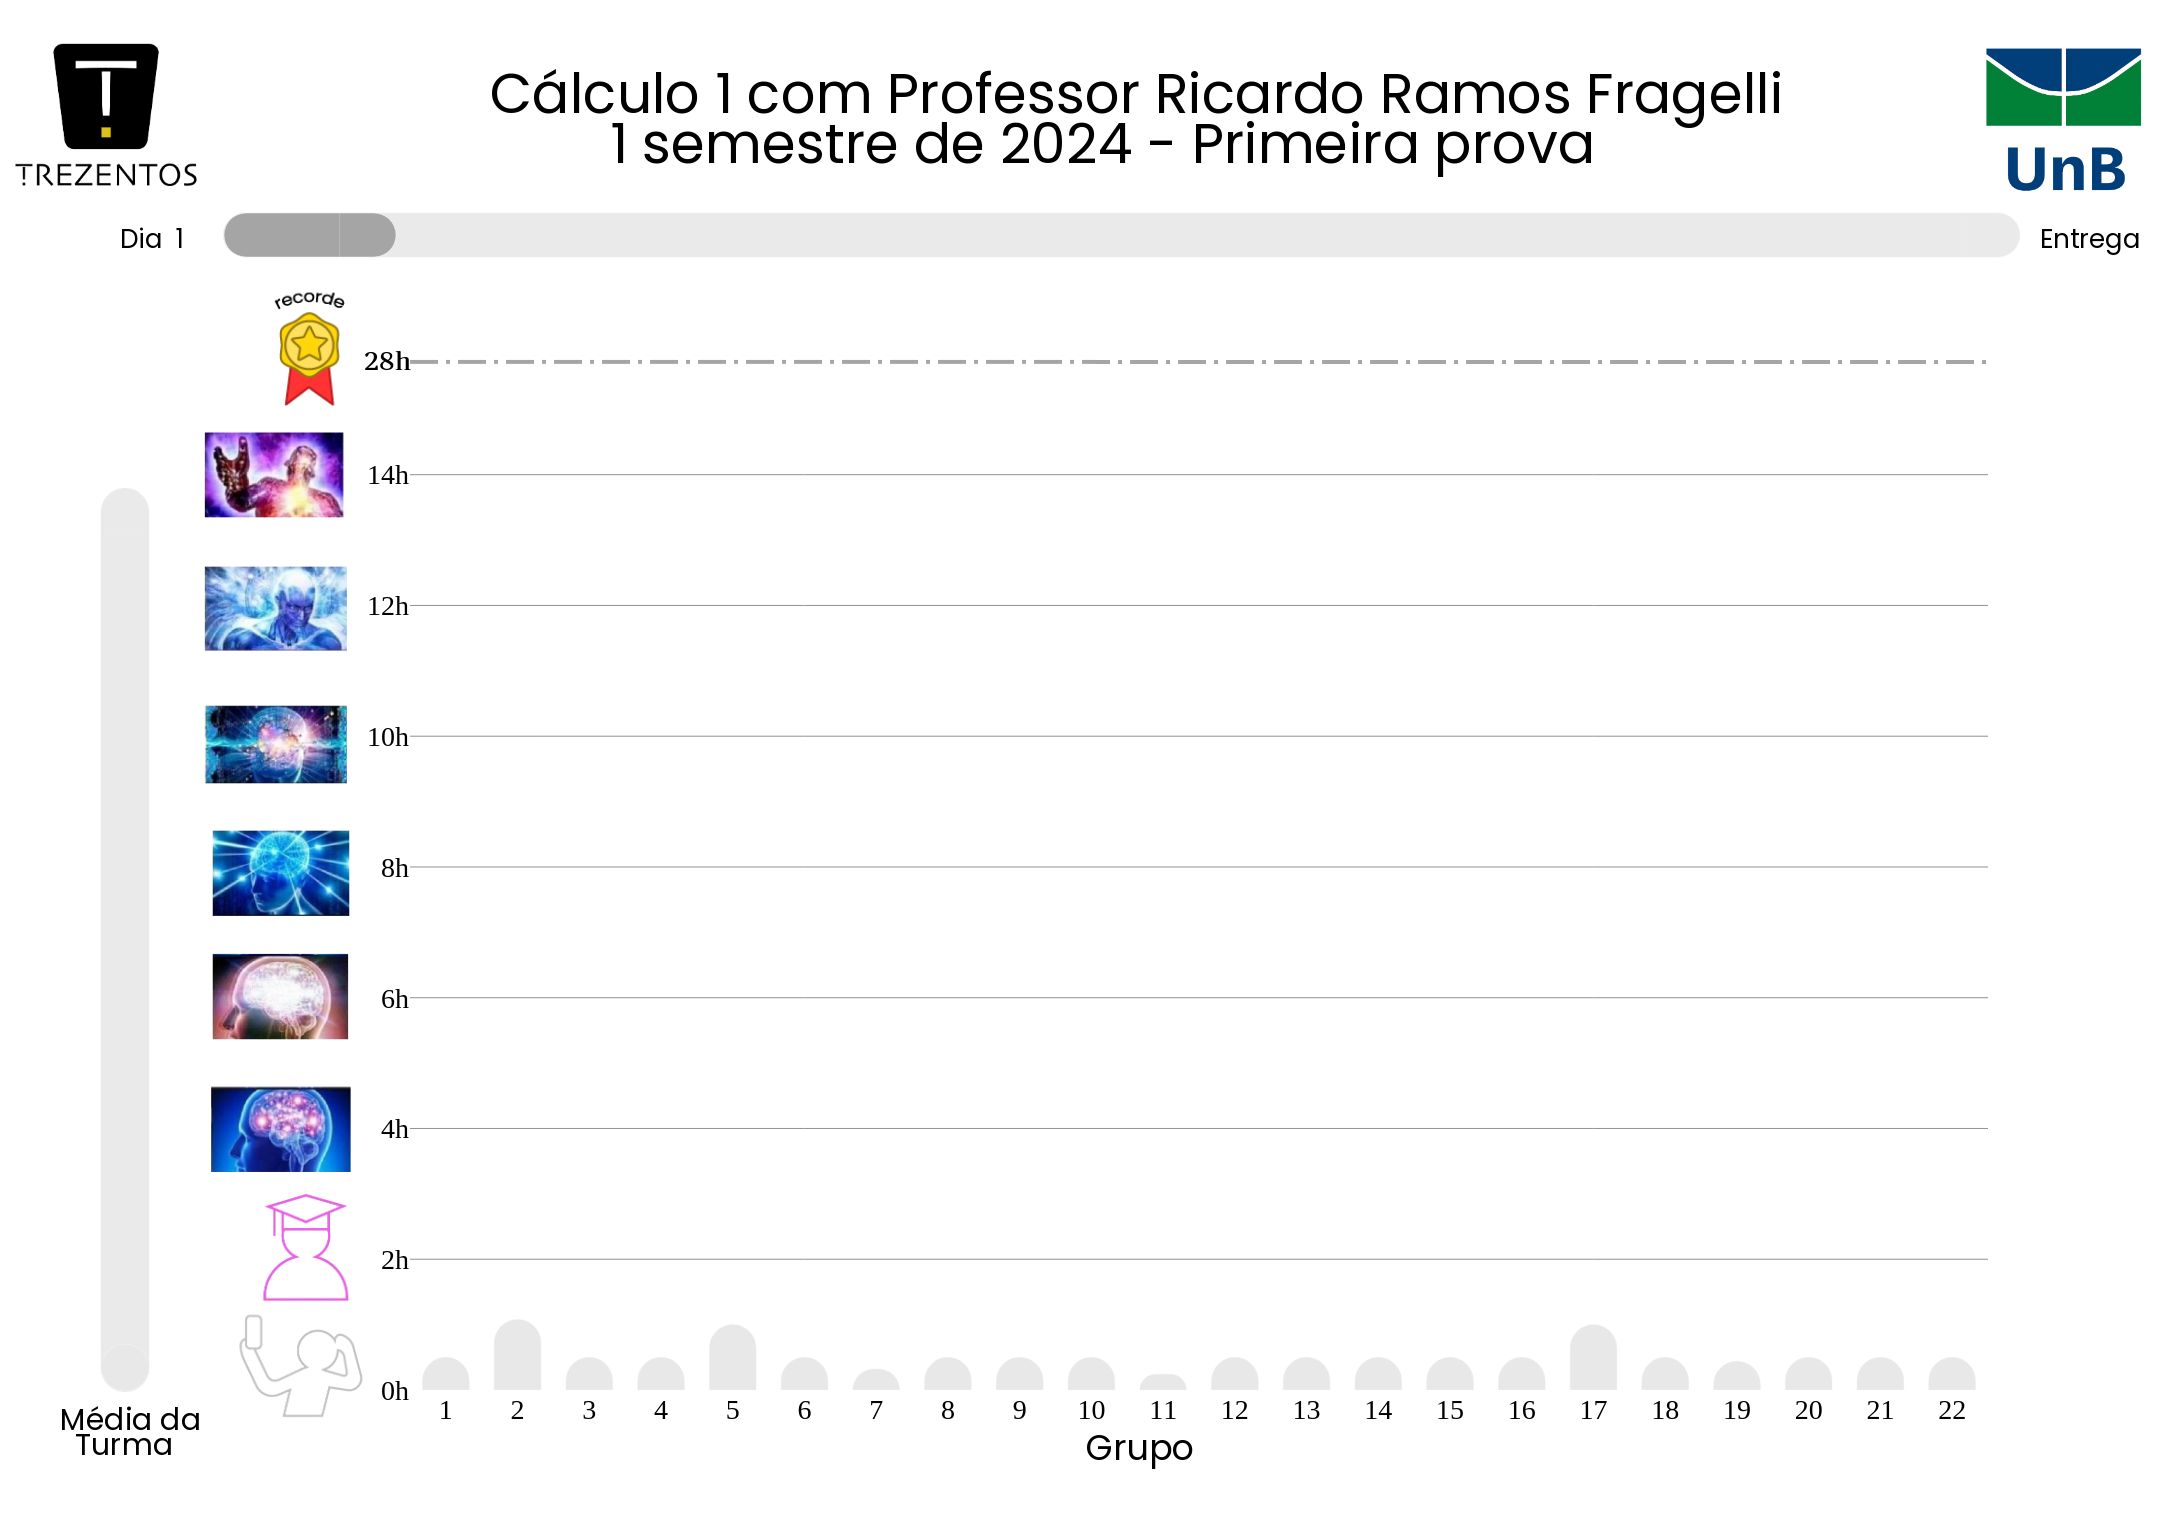 TREZENTOS
Cálculo 1 com Professor Ricardo Ramos Fragelli
1 semestre de 2024 - Primeira prova
UnB
Dia 1
Entrega
recorde
28h
14h
12h
10h
8h
6h
4h
2h
0h
1 2 3 4 5 6 7 8 9 10 11 12 13 14 15 16 17 18 19 20 21 22
Grupo
Média da
Turma